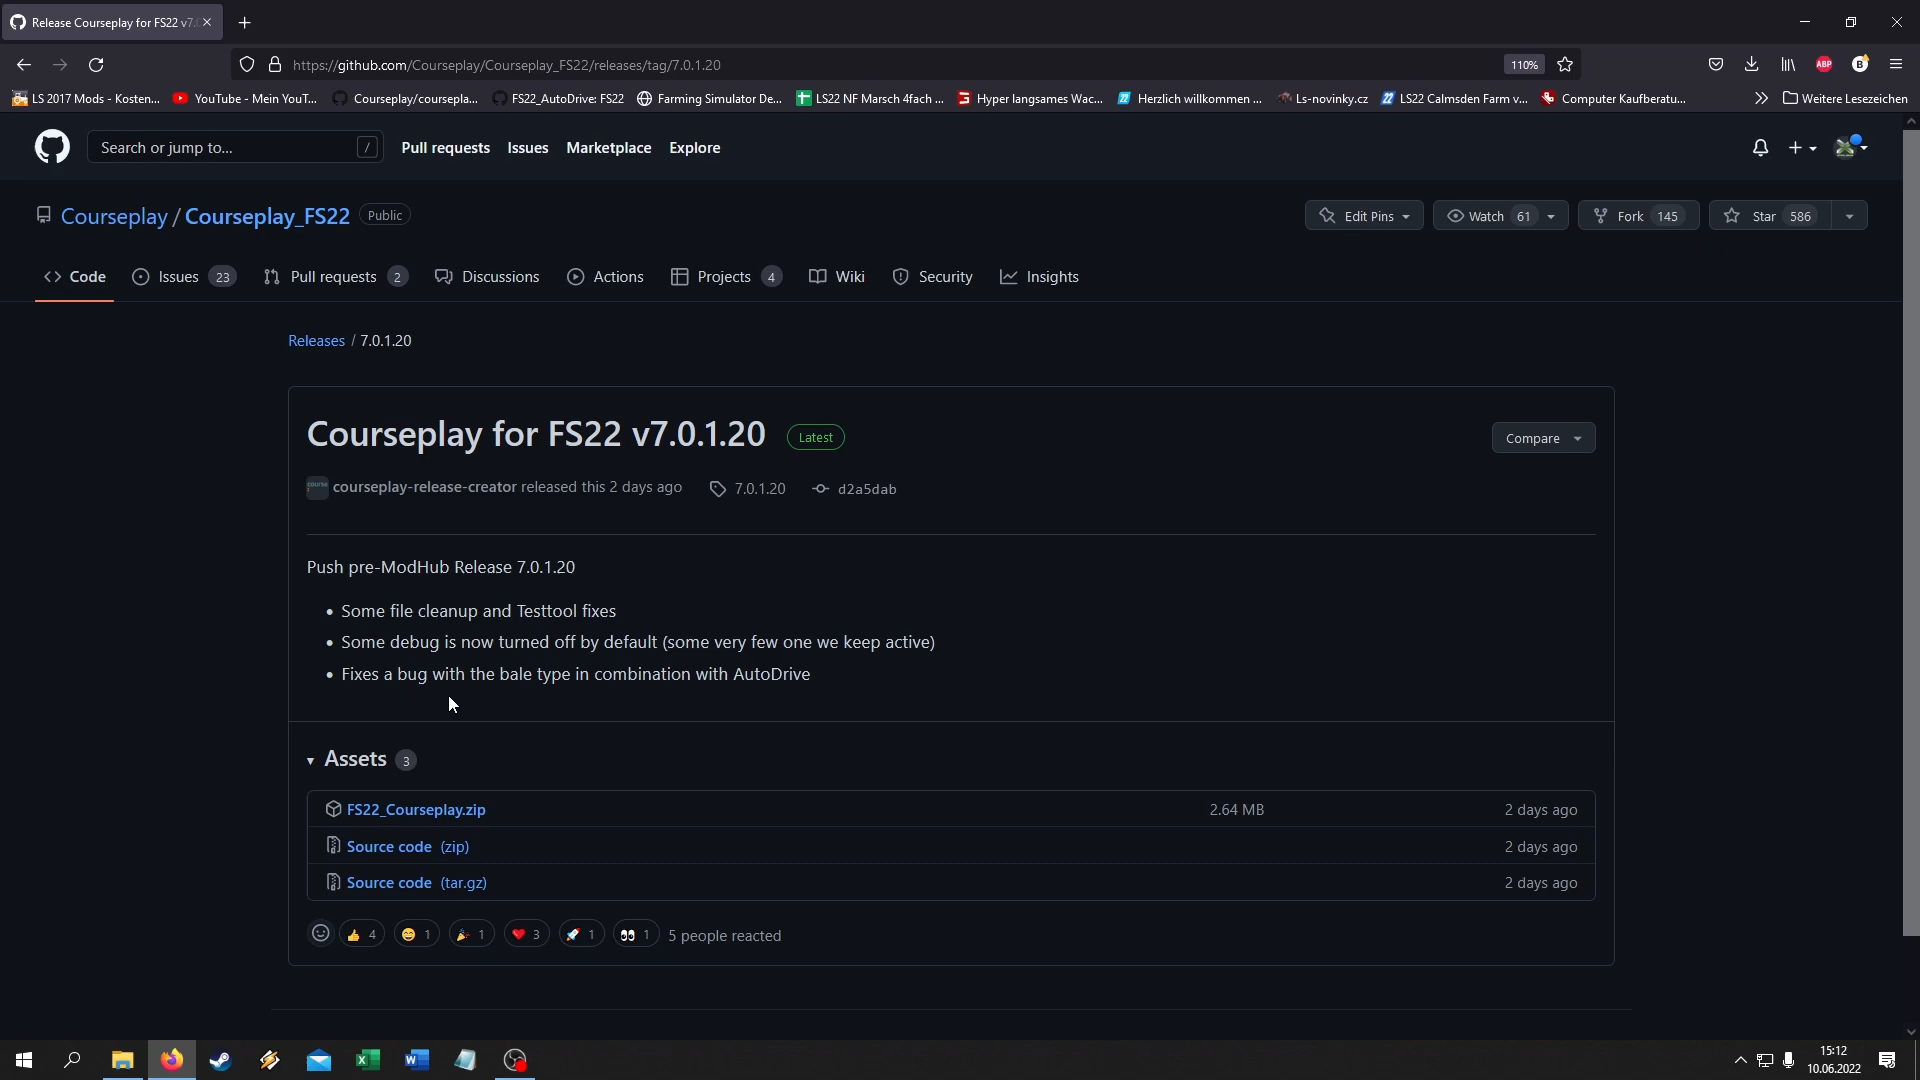 Release Courseplay for FS22 v7.0
https://github.com/Courseplay/Courseplay_FS22/releases/tag/7.0.1.20
110%
ABP
B
LS 2017 Mods - Kosten...
YouTube - Mein YouT...
Courseplay/coursepla...
FS22_AutoDrive: FS22
Farming Simulator De...
LS22 NF Marsch 4fach ...
Hyper langsames Wac...
Herzlich willkommen ...
Ls-novinky.cz
LS22 Calmsden Farm v...
Computer Kaufberatu...
Weitere Lesezeichen
Search or jump to... /
Pull requests Issues Marketplace Explore
Courseplay / Courseplay_FS22 Public
Edit Pins
Watch 61
Fork 145
Star 586
Code
Issues 23
Pull requests 2
Discussions
Actions
Projects 4
Wiki
Security
Insights
Releases / 7.0.1.20
Courseplay for FS22 v7.0.1.20 Latest
Compare
courseplay-release-creator released this 2 days ago 7.0.1.20 d2a5dab
Push pre-ModHub Release 7.0.1.20
• Some file cleanup and Testtool fixes
• Some debug is now turned off by default (some very few one we keep active)
• Fixes a bug with the bale type in combination with AutoDrive
Assets 3
FS22_Courseplay.zip 2.64 MB 2 days ago
Source code (zip) 2 days ago
Source code (tar.gz) 2 days ago
👍 4 😄 1 🎉 1 ❤️ 3 🚀 1 👀 1 5 people reacted
15:12
10.06.2022